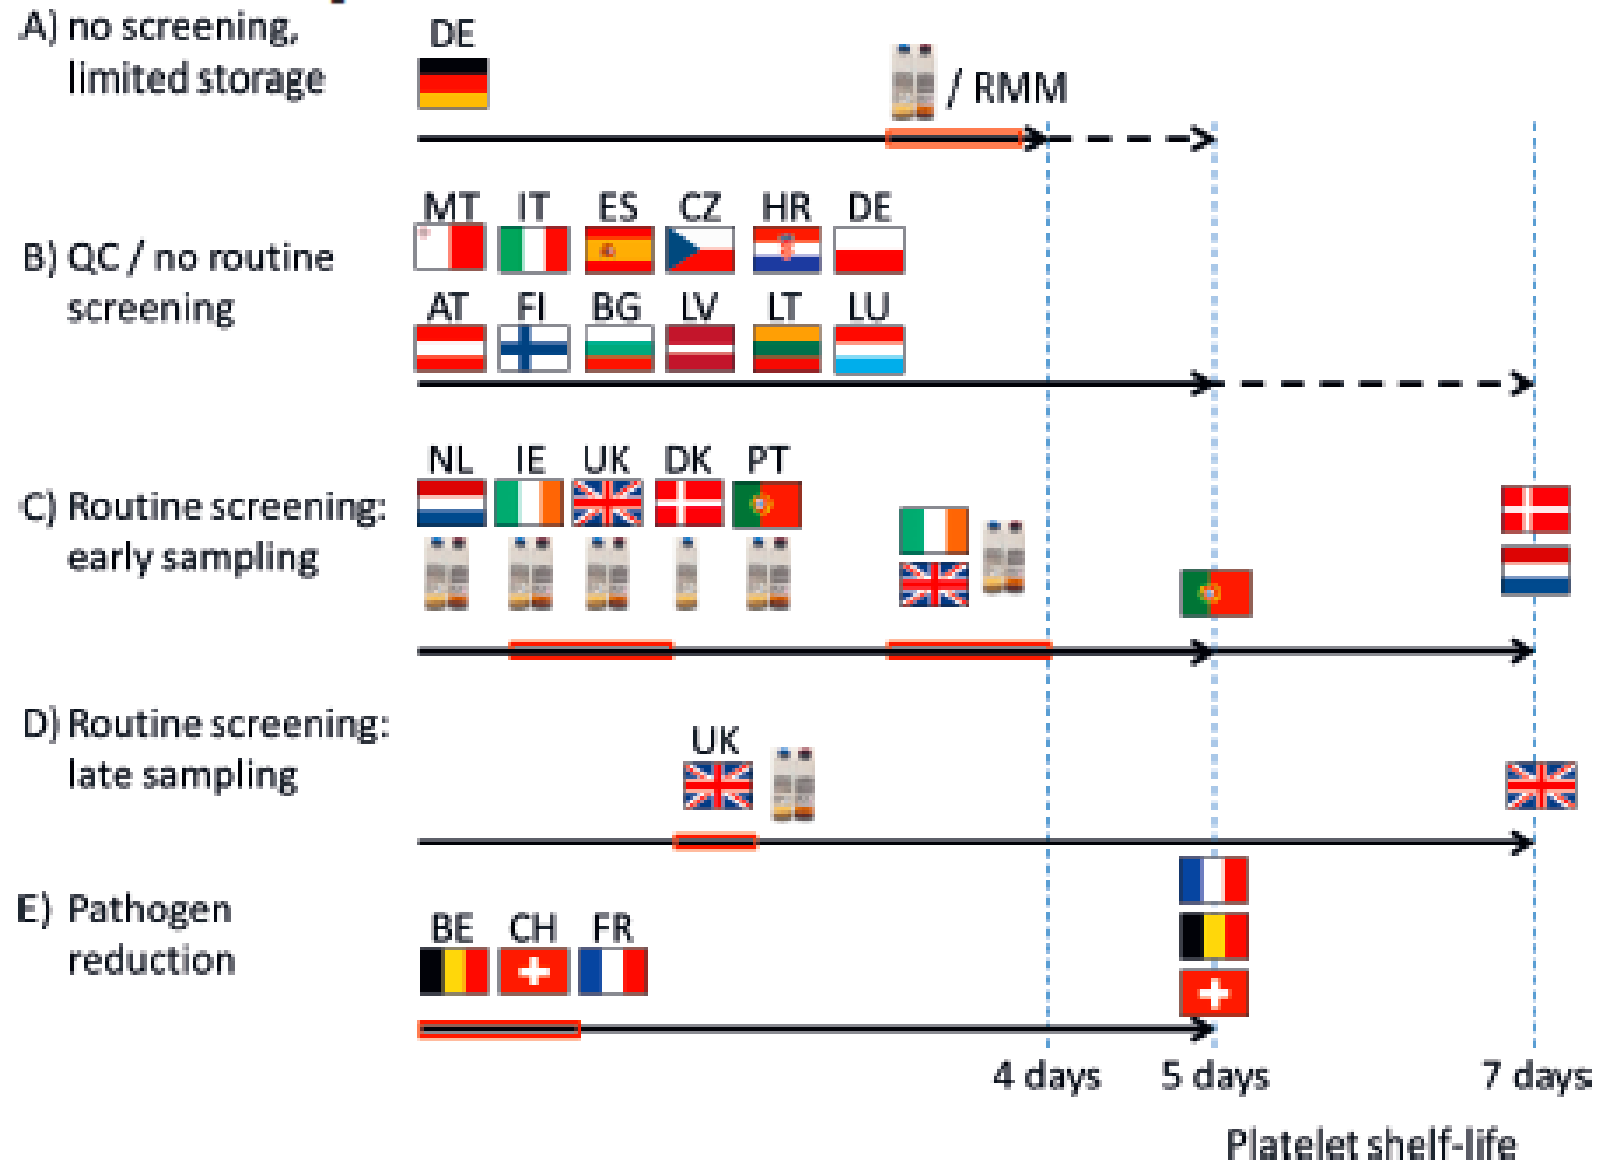 A) no screening,
limited storage
DE
/ RMM
B) QC / no routine
screening
MT IT ES CZ HR DE
AT FI BG LV LT LU
C) Routine screening:
early sampling
NL IE UK DK PT
D) Routine screening:
late sampling
UK
E) Pathogen
reduction
BE CH FR
4 days 5 days 7 days
Platelet shelf-life